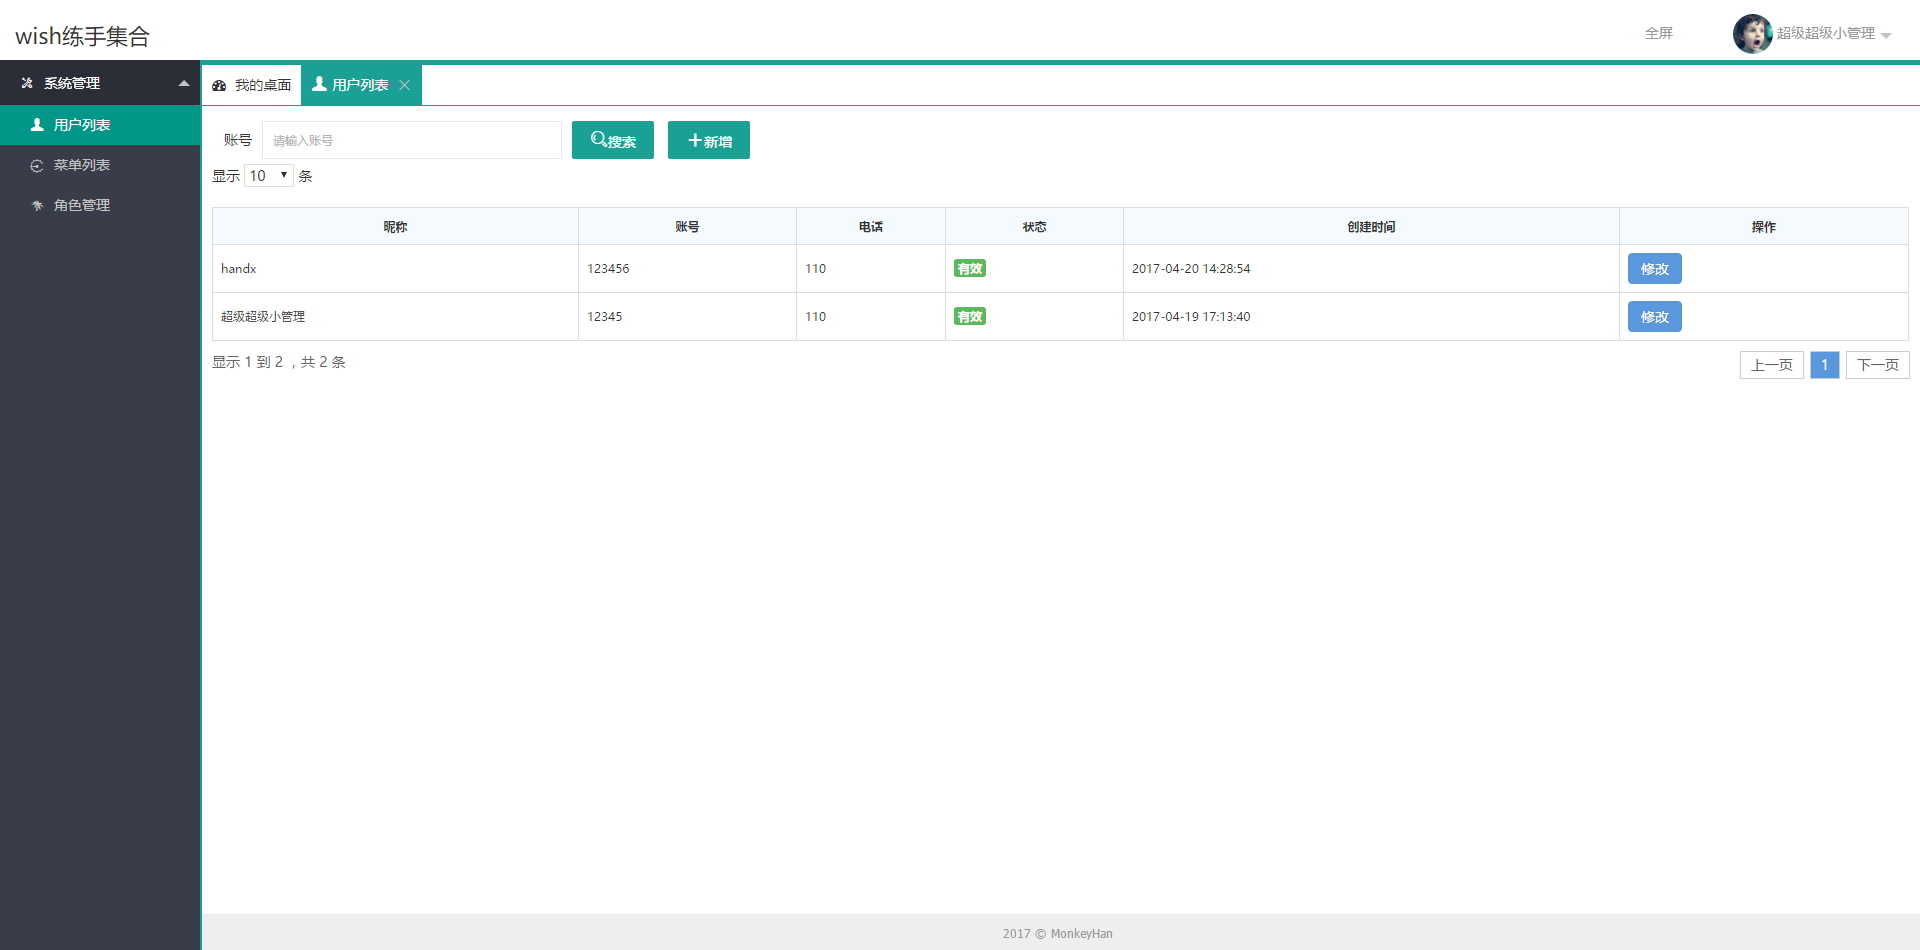 wish练手集合
全屏
超级超级小管理
系统管理
用户列表
菜单列表
角色管理
我的桌面 用户列表
账号 请输入账号 搜索 新增
显示 10 条
昵称 账号 电话 状态 创建时间 操作
handx 123456 110 有效 2017-04-20 14:28:54 修改
超级超级小管理 12345 110 有效 2017-04-19 17:13:40 修改
显示 1 到 2 ，共 2 条
上一页 1 下一页
2017 © MonkeyHan